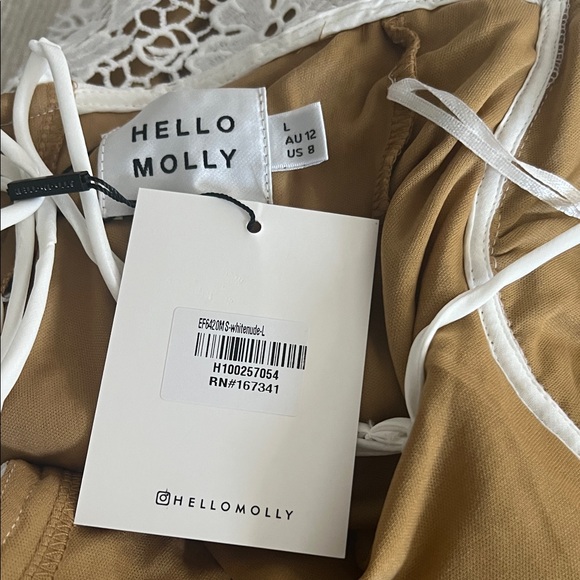 HELLO
MOLLY
L
AU 12
US 8
EF6420MS-whitenude-L
H100257054
RN#167341
HELLOMOLLY